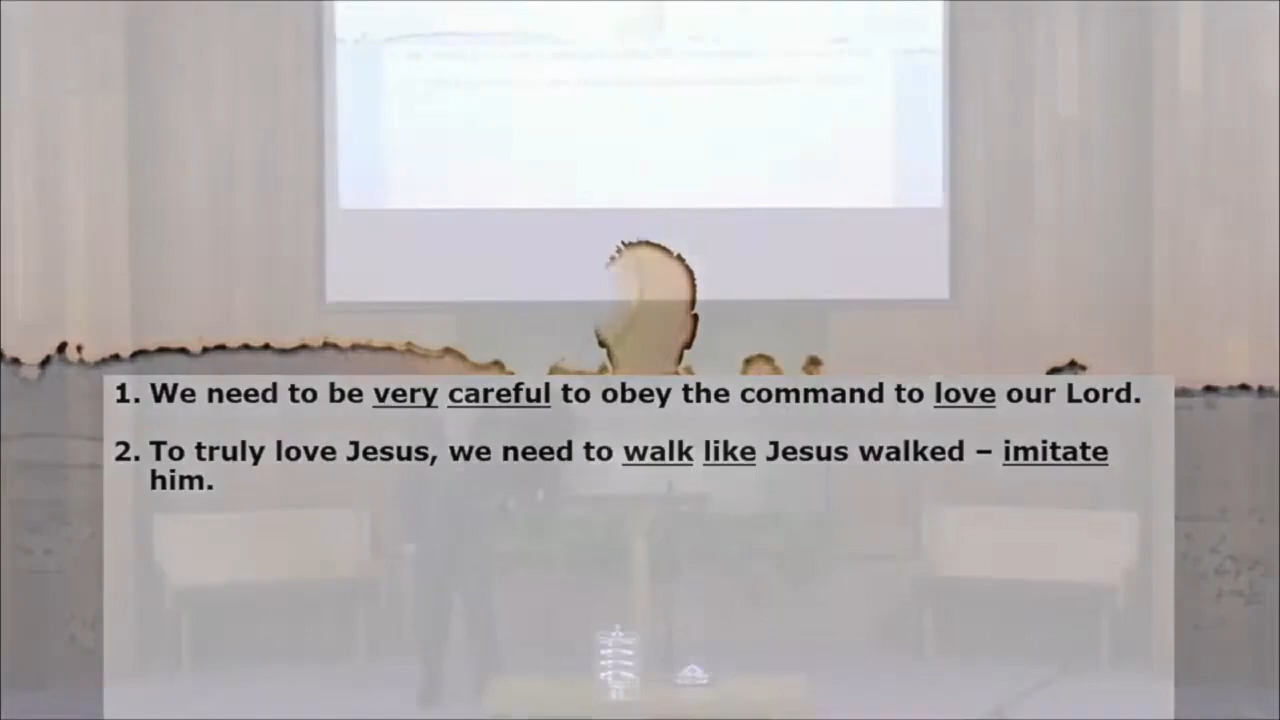 1. We need to be very careful to obey the command to love our Lord.
2. To truly love Jesus, we need to walk like Jesus walked – imitate
him.